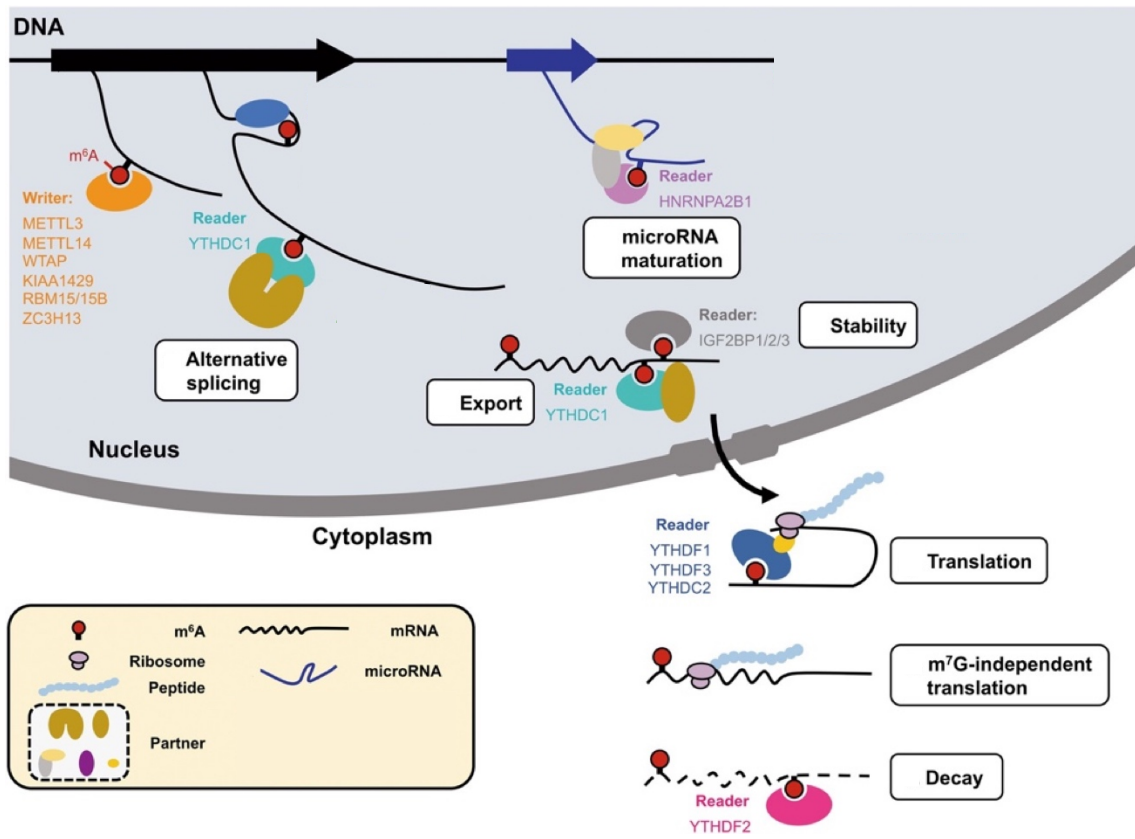 DNA
m⁶A
Writer:
METTL3
METTL14
WTAP
KIAA1429
RBM15/15B
ZC3H13
Reader
YTHDC1
Alternative
splicing
Reader
HNRNPA2B1
microRNA
maturation
Reader:
IGF2BP1/2/3
Stability
Export
Reader
YTHDC1
Nucleus
Cytoplasm
Reader
YTHDF1
YTHDF3
YTHDC2
Translation
m⁷G-independent
translation
Decay
Reader
YTHDF2
m⁶A
mRNA
Ribosome
microRNA
Peptide
Partner